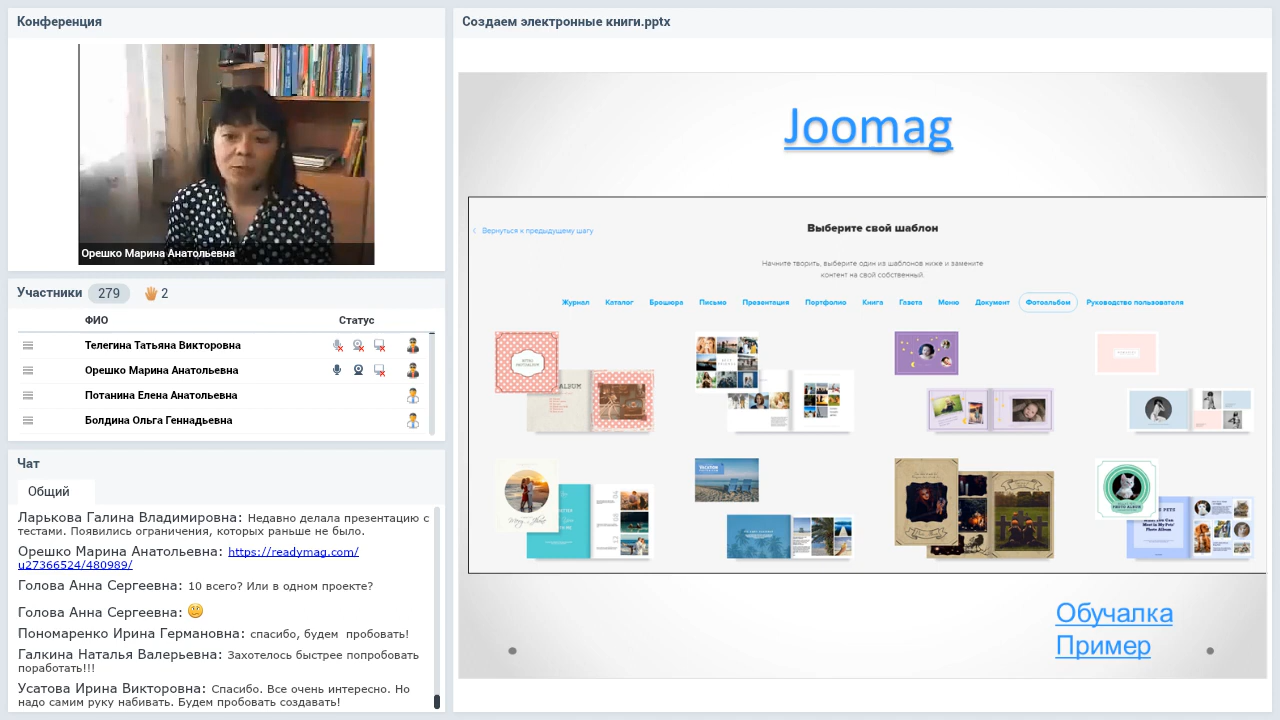 Конференция
Орешко Марина Анатольевна
Участники 279 2
ФИО Статус
Телегина Татьяна Викторовна
Орешко Марина Анатольевна
Потанина Елена Анатольевна
Болдина Ольга Геннадьевна
Чат
Общий
Ларькова Галина Владимировна: Недавно делала презентацию с
тестами. Появились ограничения, которых раньше не было.
Орешко Марина Анатольевна: https://readymag.com/
u27366524/480989/
Голова Анна Сергеевна: 10 всего? Или в одном проекте?
Голова Анна Сергеевна:
Пономаренко Ирина Германовна: спасибо, будем пробовать!
Галкина Наталья Валерьевна: Захотелось быстрее попробовать
поработать!!!
Усатова Ирина Викторовна: Спасибо. Все очень интересно. Но
надо самим руку набивать. Будем пробовать создавать!
Создаем электронные книги.pptx
Joomag
Вернуться к предыдущему шагу
Выберите свой шаблон
Начните творить, выберите один из шаблонов ниже и замените
контент на свой собственный.
Журнал Каталог Брошюра Письмо Презентация Портфолио Книга Газета Меню Документ Фотоальбом Руководство пользователя
ALBUM
Vacation
Обучалка
Пример